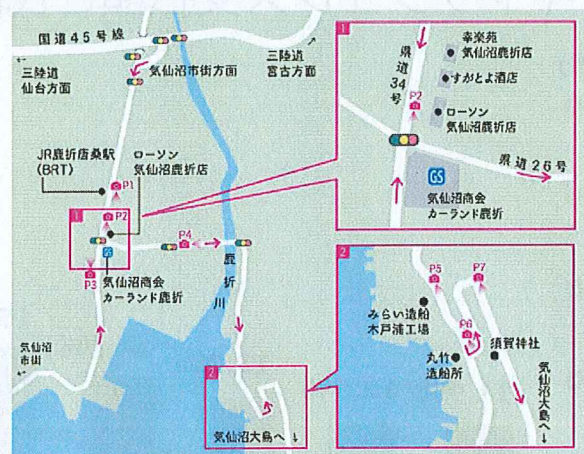 国道45号線
三陸道
仙台方面
気仙沼市街方面
三陸道
宮古方面
JR鹿折唐桑駅
(BRT)
ローソン
気仙沼鹿折店
P1
1
P2
P4
GS
P3
気仙沼商会
カーランド鹿折
鹿折川
気仙沼
市街
2
気仙沼大島へ ↓
1
県道34号
幸楽苑
気仙沼鹿折店
すがとよ酒店
P2
ローソン
気仙沼鹿折店
県道26号
GS
気仙沼商会
カーランド鹿折
2
P5
P7
みらい造船
木戸浦工場
P6
丸竹
造船所
須賀神社
気仙沼大島へ ↓